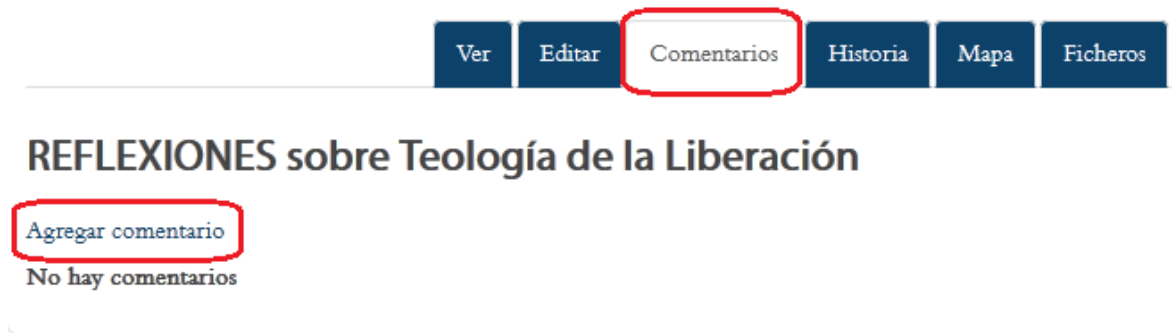 Ver Editar Comentarios Historia Mapa Ficheros
REFLEXIONES sobre Teología de la Liberación
Agregar comentario
No hay comentarios